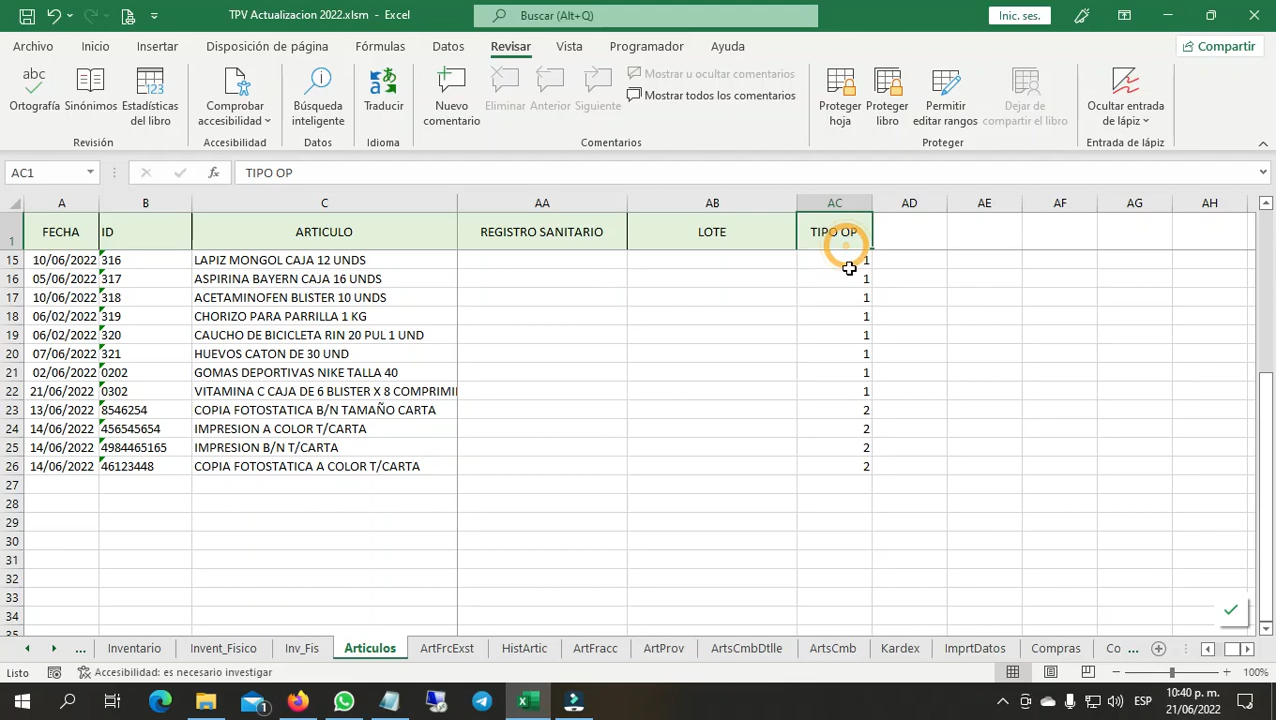 TPV Actualizacion 2022.xlsm - Excel
Buscar (Alt+Q)
Inic. ses.
Archivo Inicio Insertar Disposición de página Fórmulas Datos Revisar Vista Programador Ayuda
Compartir
abc
Ortografía Sinónimos Estadísticas del libro
Revisión
Comprobar accesibilidad
Accesibilidad
Búsqueda inteligente
Datos
Traducir
Idioma
Nuevo comentario Eliminar Anterior Siguiente
Mostrar u ocultar comentarios
Mostrar todos los comentarios
Comentarios
Proteger hoja Proteger libro Permitir editar rangos Dejar de compartir el libro
Proteger
Ocultar entrada de lápiz
Entrada de lápiz
AC1 fx TIPO OP
A B C AA AB AC AD AE AF AG AH
1 FECHA ID ARTICULO REGISTRO SANITARIO LOTE TIPO OP
15 10/06/2022 316 LAPIZ MONGOL CAJA 12 UNDS 1
16 05/06/2022 317 ASPIRINA BAYERN CAJA 16 UNDS 1
17 10/06/2022 318 ACETAMINOFEN BLISTER 10 UNDS 1
18 06/02/2022 319 CHORIZO PARA PARRILLA 1 KG 1
19 06/02/2022 320 CAUCHO DE BICICLETA RIN 20 PUL 1 UND 1
20 07/06/2022 321 HUEVOS CATON DE 30 UND 1
21 02/06/2022 0202 GOMAS DEPORTIVAS NIKE TALLA 40 1
22 21/06/2022 0302 VITAMINA C CAJA DE 6 BLISTER X 8 COMPRIMI 1
23 13/06/2022 8546254 COPIA FOTOSTATICA B/N TAMAÑO CARTA 2
24 14/06/2022 456545654 IMPRESION A COLOR T/CARTA 2
25 14/06/2022 4984465165 IMPRESION B/N T/CARTA 2
26 14/06/2022 46123448 COPIA FOTOSTATICA A COLOR T/CARTA 2
27
28
29
30
31
32
33
34
35
... Inventario Invent_Fisico Inv_Fis Articulos ArtFrcExst HistArtic ArtFracc ArtProv ArtsCmbDtlle ArtsCmb Kardex ImprtDatos Compras Co ...
Listo Accesibilidad: es necesario investigar 100%
1 ESP 10:40 p. m.
21/06/2022